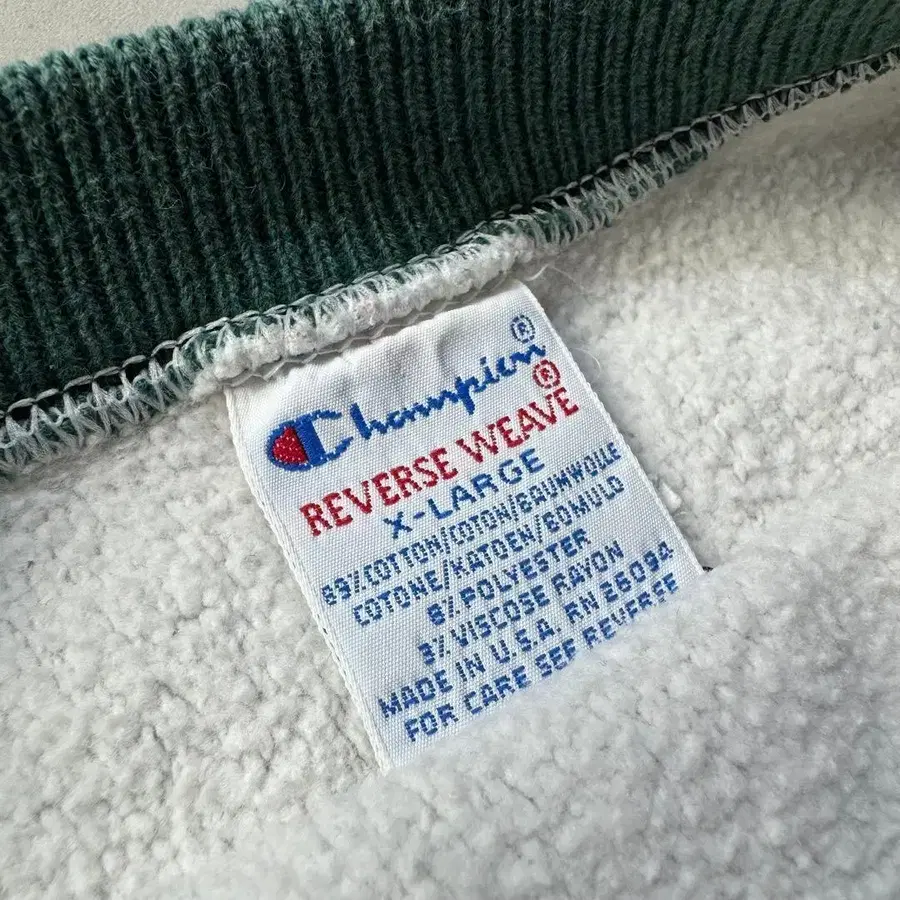 Champion®
REVERSE WEAVE®
X-LARGE
89% COTTON/COTON/BAUMWOLLE
COTONE/KATOEN/BOMULD
8% POLYESTER
3% VISCOSE RAYON
MADE IN U.S.A. RN 26094
FOR CARE SEE REVERSE